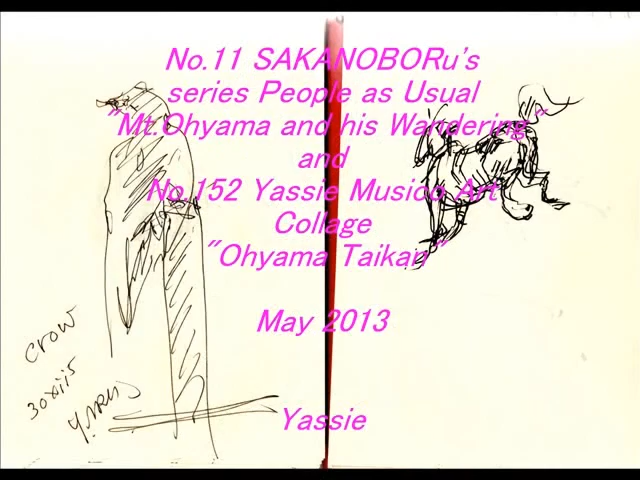 No.11 SAKANOBORu's
series People as Usual
"Mt.Ohyama and his Wandering"
and
No.152 Yassie Musico Art
Collage
"Ohyama Taikan"
May 2013
Yassie
crow